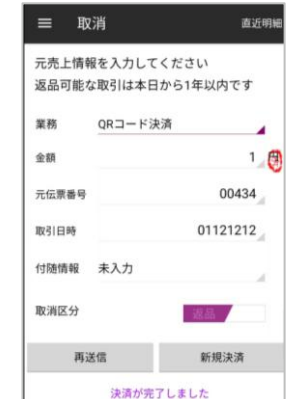 取消 直近明細
元売上情報を入力してください
返品可能な取引は本日から1年以内です
業務 QRコード決済
金額 1 円
元伝票番号 00434
取引日時 01121212
付随情報 未入力
取消区分 返品
再送信 新規決済
決済が完了しました